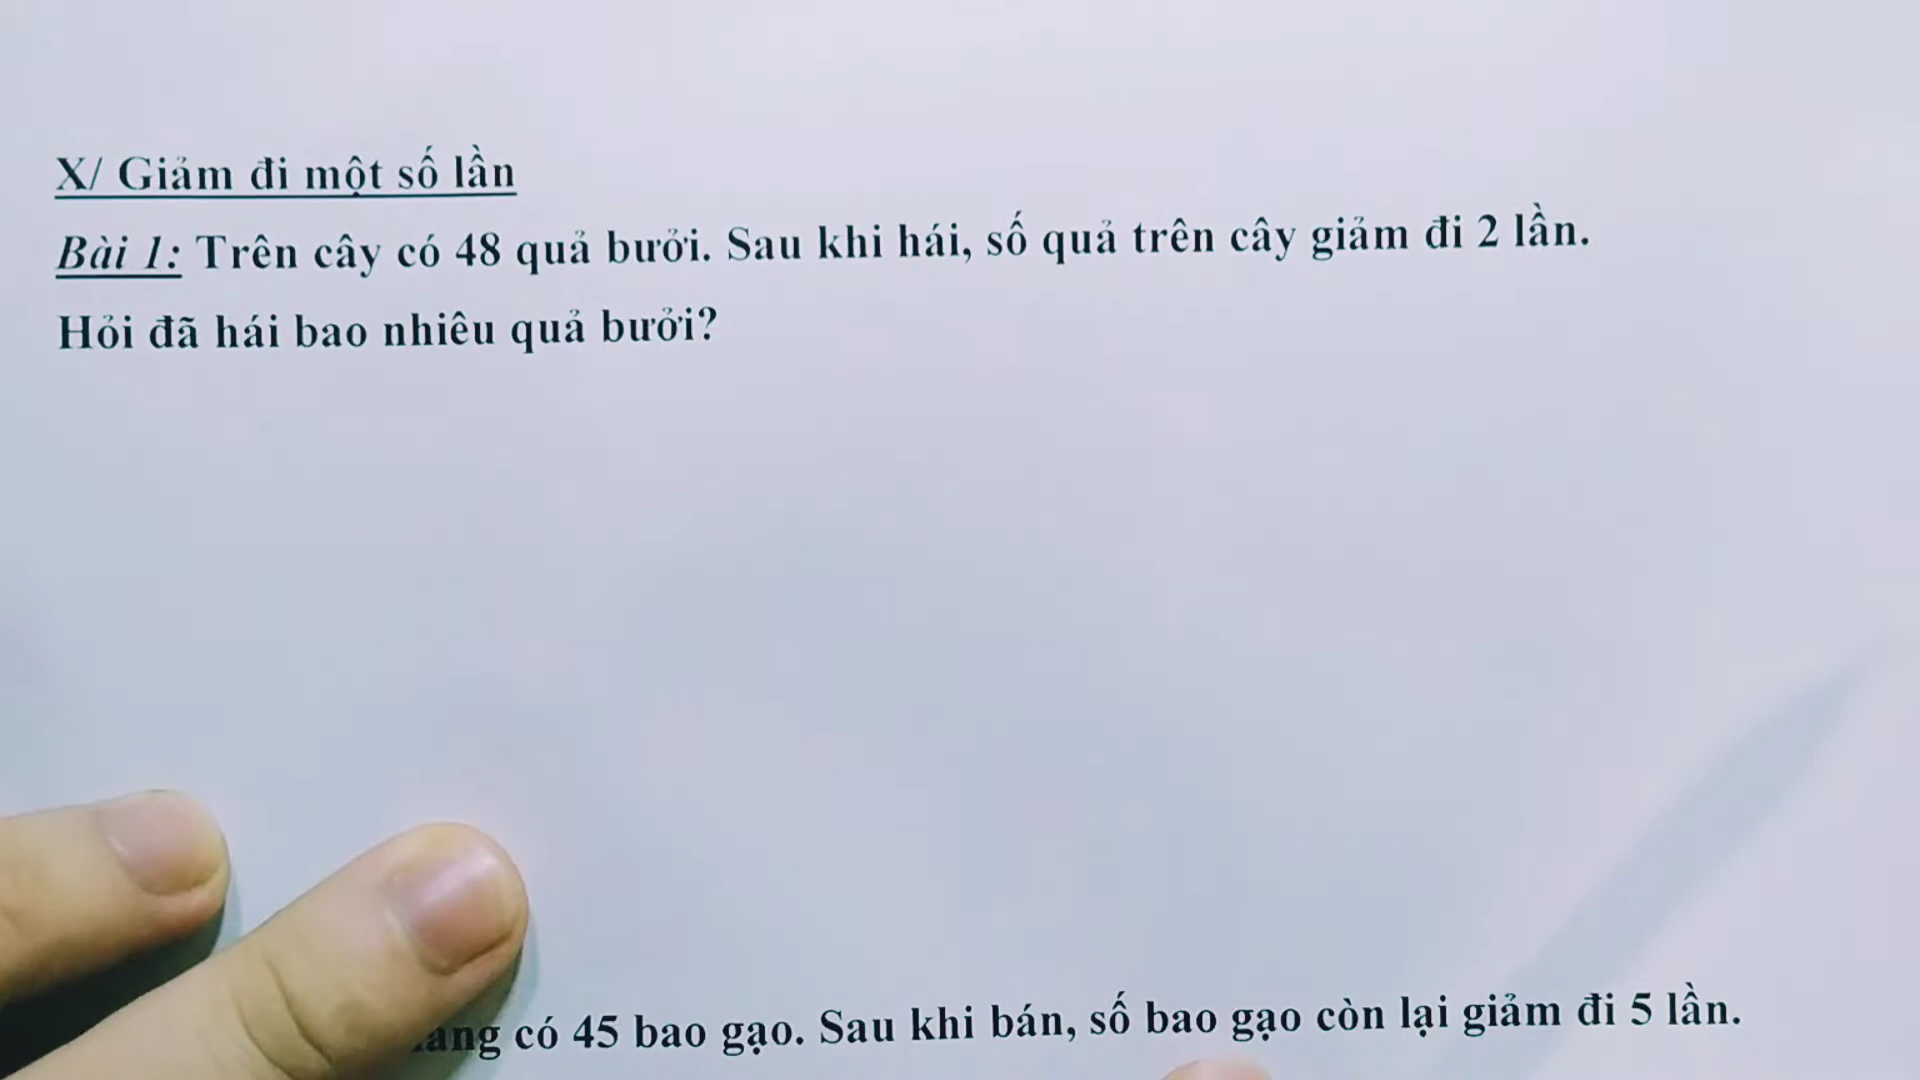 X/ Giảm đi một số lần
Bài 1: Trên cây có 48 quả bưởi. Sau khi hái, số quả trên cây giảm đi 2 lần.
Hỏi đã hái bao nhiêu quả bưởi?
có 45 bao gạo. Sau khi bán, số bao gạo còn lại giảm đi 5 lần.